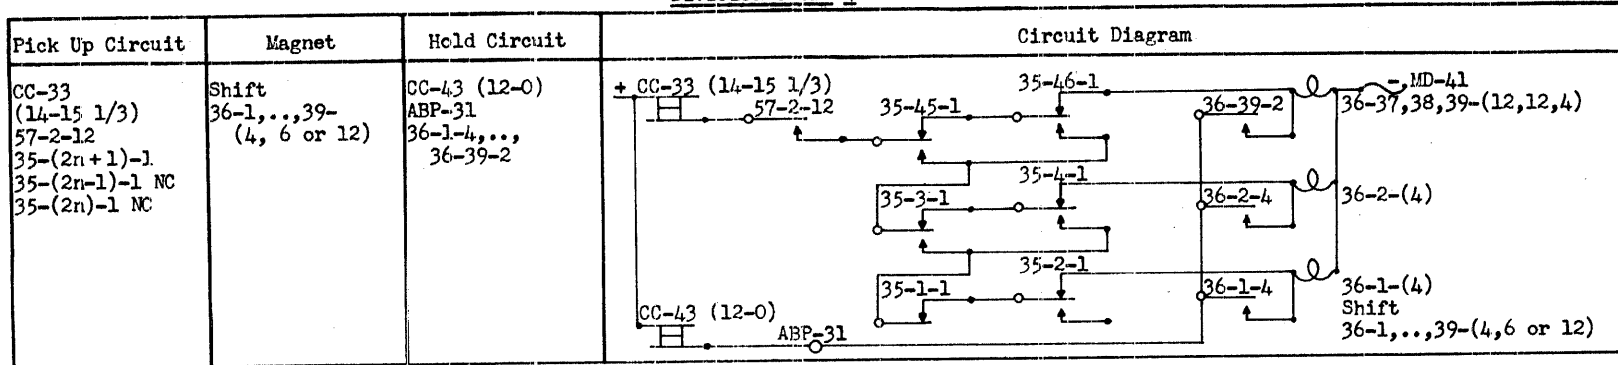 Pick Up Circuit
Magnet
Hold Circuit
Circuit Diagram
CC-33
(14-15 1/3)
57-2-12
35-(2n+1)-1
35-(2n-1)-1 NC
35-(2n)-1 NC
Shift
36-1,..,39-
(4, 6 or 12)
CC-43 (12-0)
ABP-31
36-1-4,..,
36-39-2
+ CC-33 (14-15 1/3)
57-2-12
35-45-1
35-46-1
36-39-2
- MD-41
36-37,38,39-(12,12,4)
35-3-1
35-4-1
36-2-4
36-2-(4)
35-1-1
35-2-1
36-1-4
36-1-(4)
Shift
36-1,..,39-(4,6 or 12)
CC-43 (12-0)
ABP-31